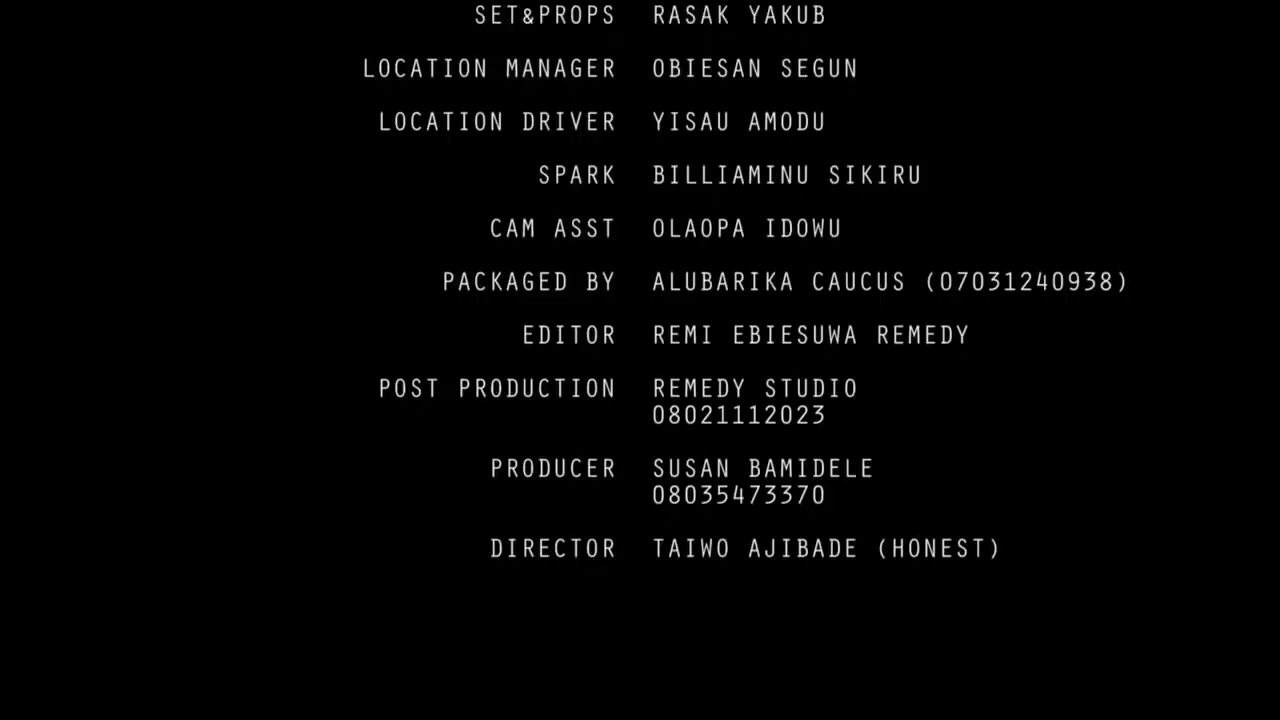 SET&PROPS RASAK YAKUB
LOCATION MANAGER OBIESAN SEGUN
LOCATION DRIVER YISAU AMODU
SPARK BILLIAMINU SIKIRU
CAM ASST OLAOPA IDOWU
PACKAGED BY ALUBARIKA CAUCUS (07031240938)
EDITOR REMI EBIESUWA REMEDY
POST PRODUCTION REMEDY STUDIO
08021112023
PRODUCER SUSAN BAMIDELE
08035473370
DIRECTOR TAIWO AJIBADE (HONEST)